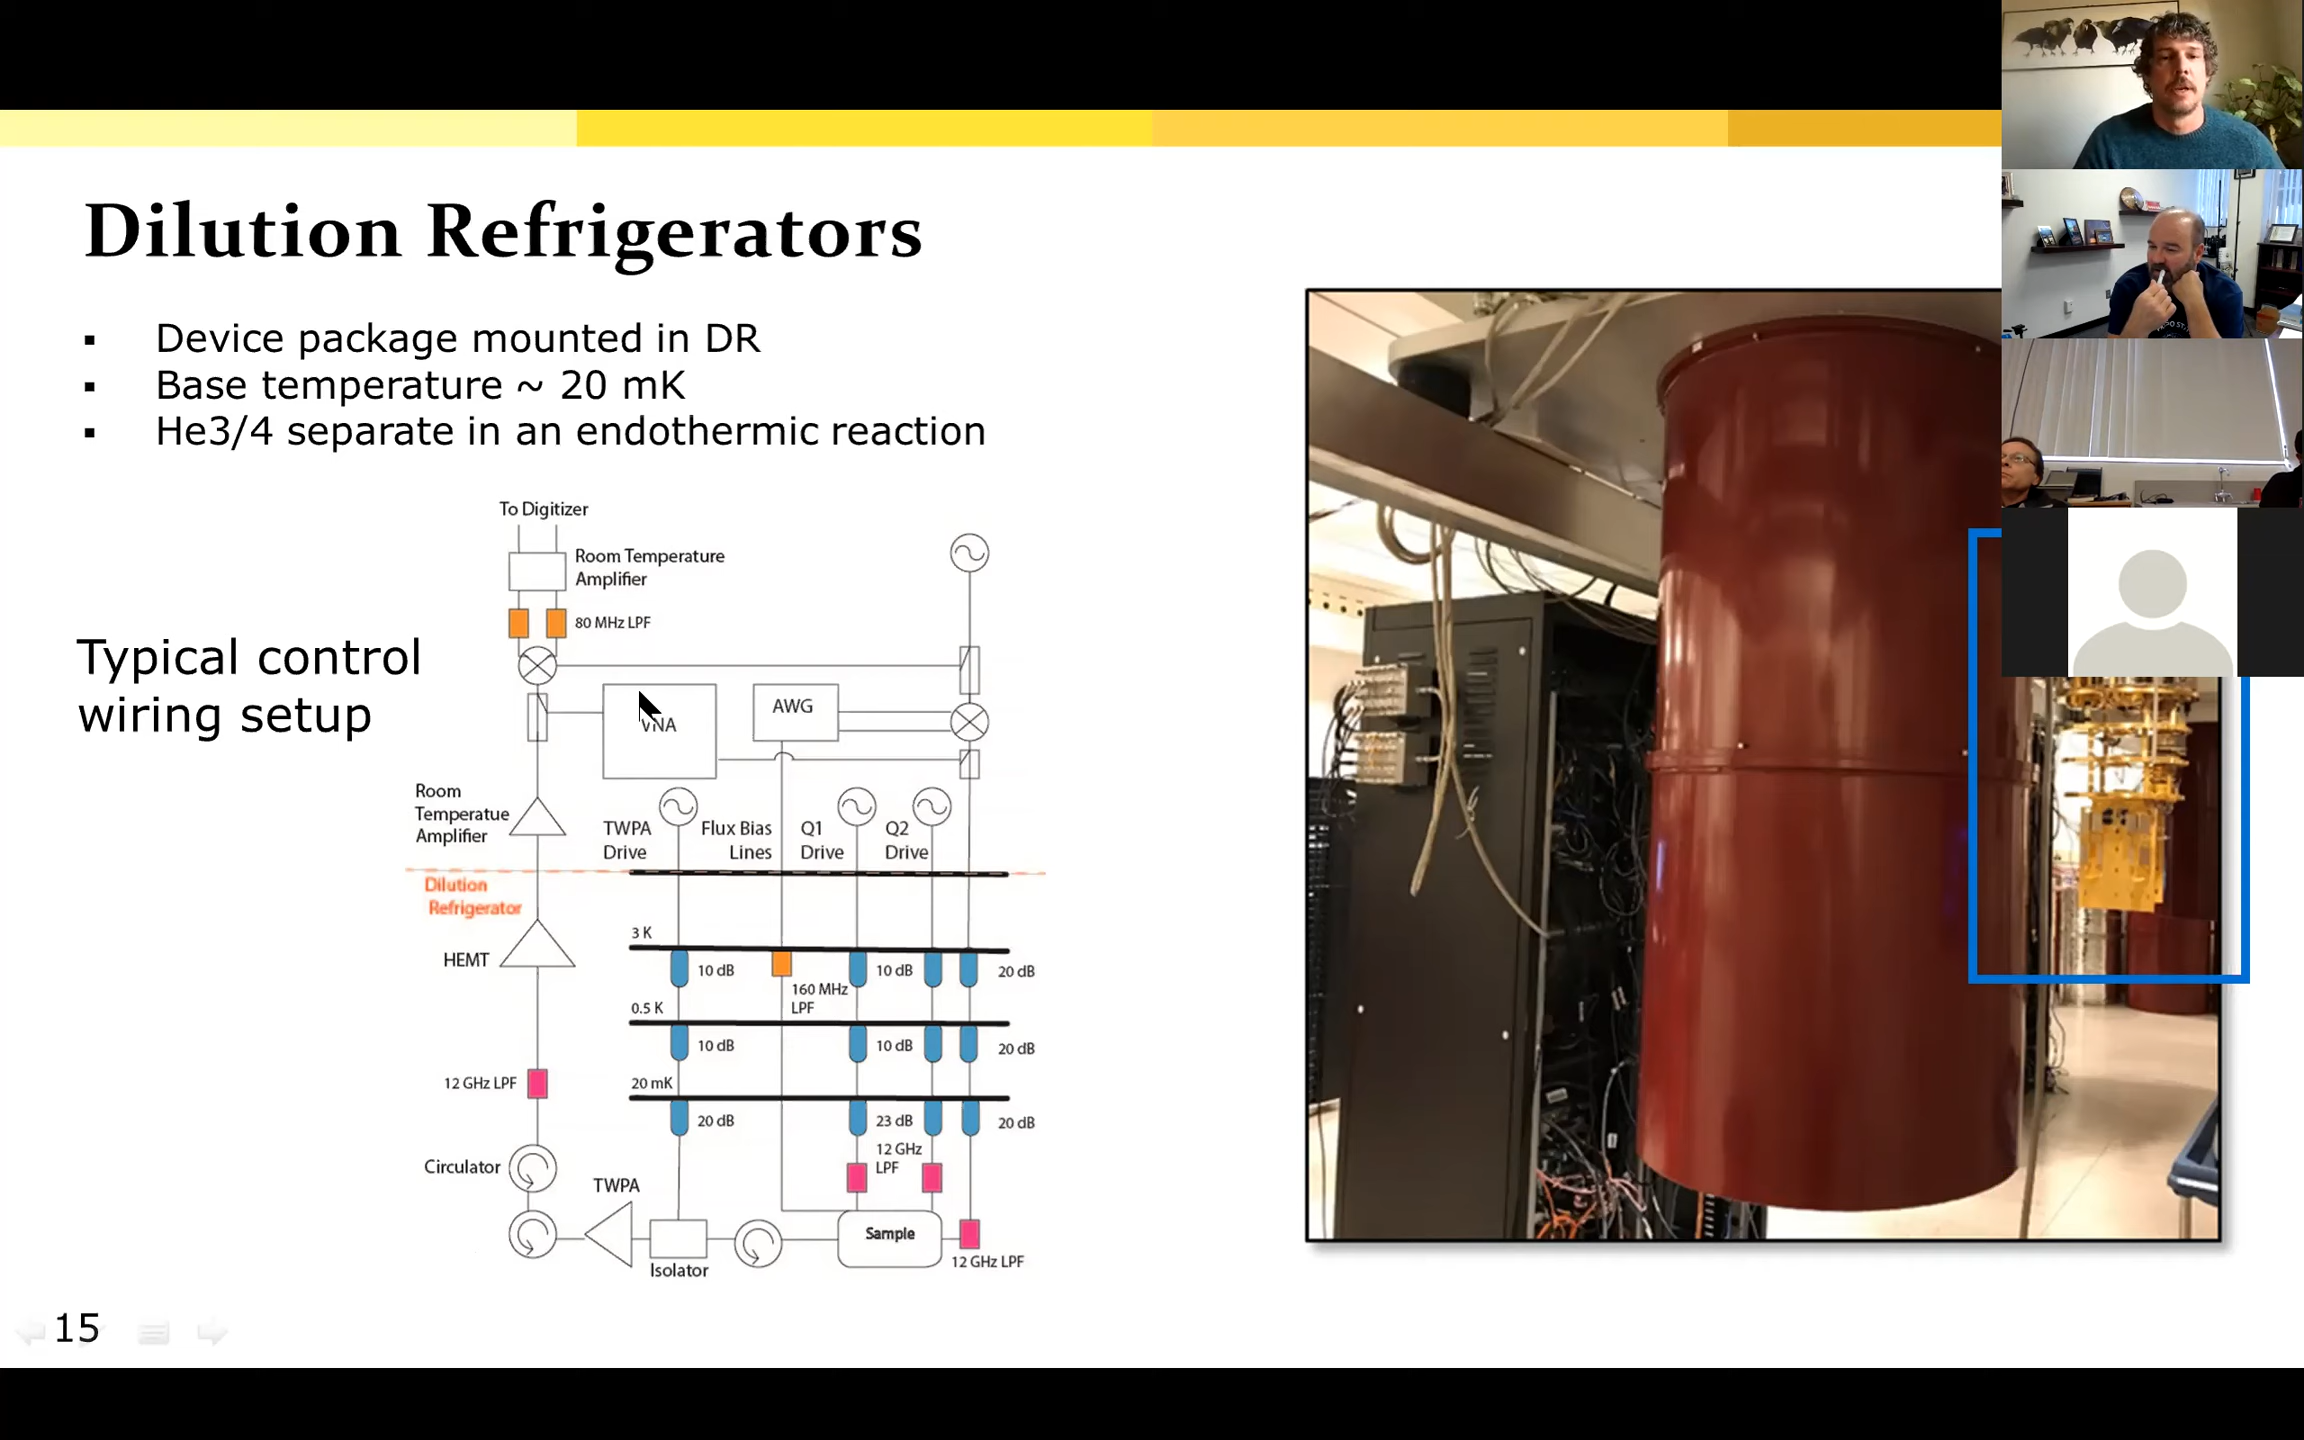 Dilution Refrigerators
▪ Device package mounted in DR
▪ Base temperature ~ 20 mK
▪ He3/4 separate in an endothermic reaction
Typical control
wiring setup
To Digitizer
Room Temperature
Amplifier
80 MHz LPF
VNA
AWG
Room
Temperatue
Amplifier
TWPA
Drive
Flux Bias
Lines
Q1
Drive
Q2
Drive
Dilution
Refrigerator
HEMT
3 K
10 dB
10 dB
20 dB
160 MHz
LPF
0.5 K
10 dB
10 dB
20 dB
12 GHz LPF
20 mK
20 dB
23 dB
20 dB
12 GHz
LPF
Circulator
TWPA
Isolator
Sample
12 GHz LPF
15